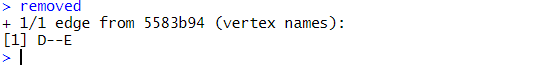 > removed
+ 1/1 edge from 5583b94 (vertex names):
[1] D--E
>